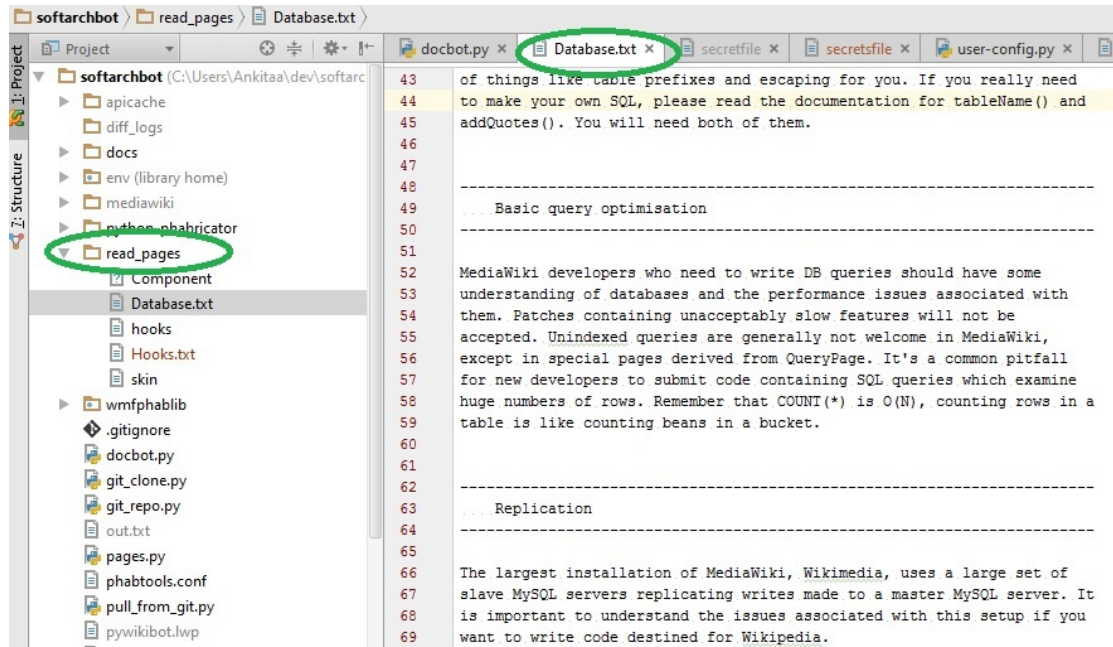 softarchbot read_pages Database.txt
Project
docbot.py Database.txt secretfile secretsfile user-config.py
1: Project
7: Structure
softarchbot (C:\Users\Ankitaa\dev\softarc
apicache
diff_logs
docs
env (library home)
mediawiki
python-phabricator
read_pages
Component
Database.txt
hooks
Hooks.txt
skin
wmfphablib
.gitignore
docbot.py
git_clone.py
git_repo.py
out.txt
pages.py
phabtools.conf
pull_from_git.py
pywikibot.lwp
43 of things like table prefixes and escaping for you. If you really need
44 to make your own SQL, please read the documentation for tableName() and
45 addQuotes(). You will need both of them.
46
47
48 ------------------------------------------------------------------------
49 Basic query optimisation
50 ------------------------------------------------------------------------
51
52 MediaWiki developers who need to write DB queries should have some
53 understanding of databases and the performance issues associated with
54 them. Patches containing unacceptably slow features will not be
55 accepted. Unindexed queries are generally not welcome in MediaWiki,
56 except in special pages derived from QueryPage. It's a common pitfall
57 for new developers to submit code containing SQL queries which examine
58 huge numbers of rows. Remember that COUNT(*) is O(N), counting rows in a
59 table is like counting beans in a bucket.
60
61
62 ------------------------------------------------------------------------
63 Replication
64 ------------------------------------------------------------------------
65
66 The largest installation of MediaWiki, Wikimedia, uses a large set of
67 slave MySQL servers replicating writes made to a master MySQL server. It
68 is important to understand the issues associated with this setup if you
69 want to write code destined for Wikipedia.